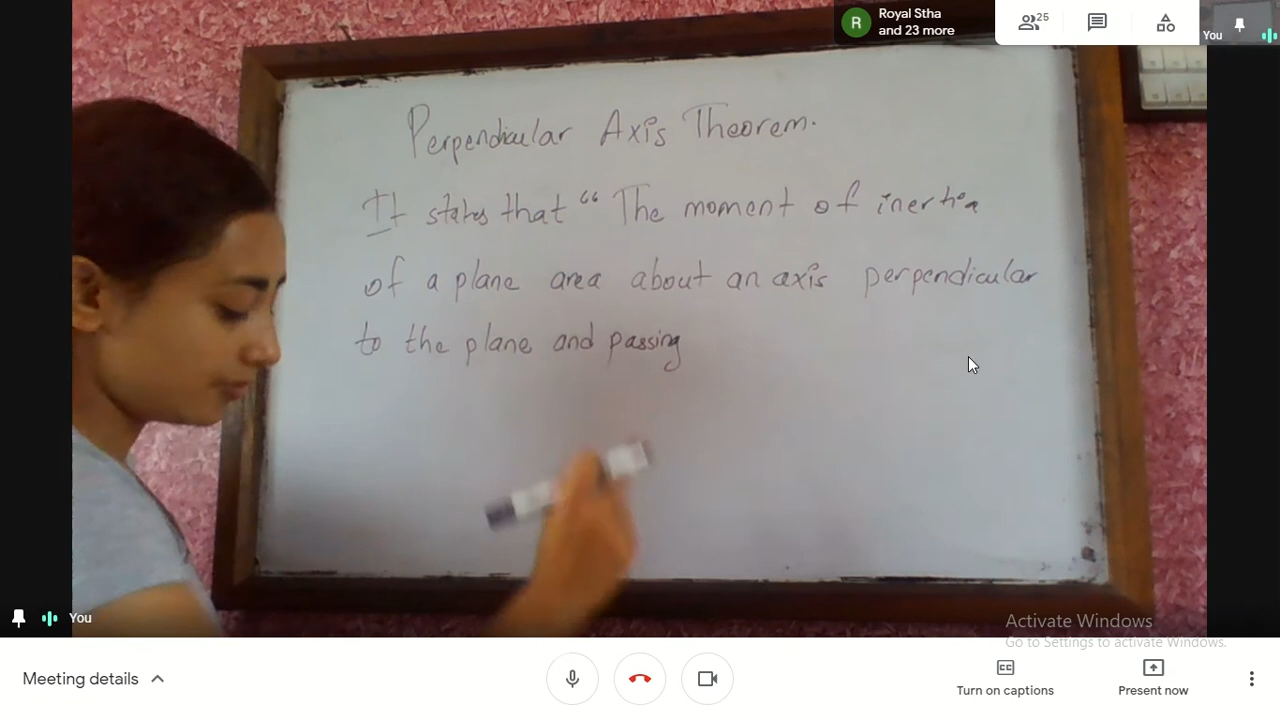 Royal Stha
and 23 more
R
25
You
Perpendicular Axis Theorem.
It states that " The moment of inertia
of a plane area about an axis perpendicular
to the plane and passing
You
Activate Windows
Go to Settings to activate Windows.
Meeting details
CC
Turn on captions
Present now